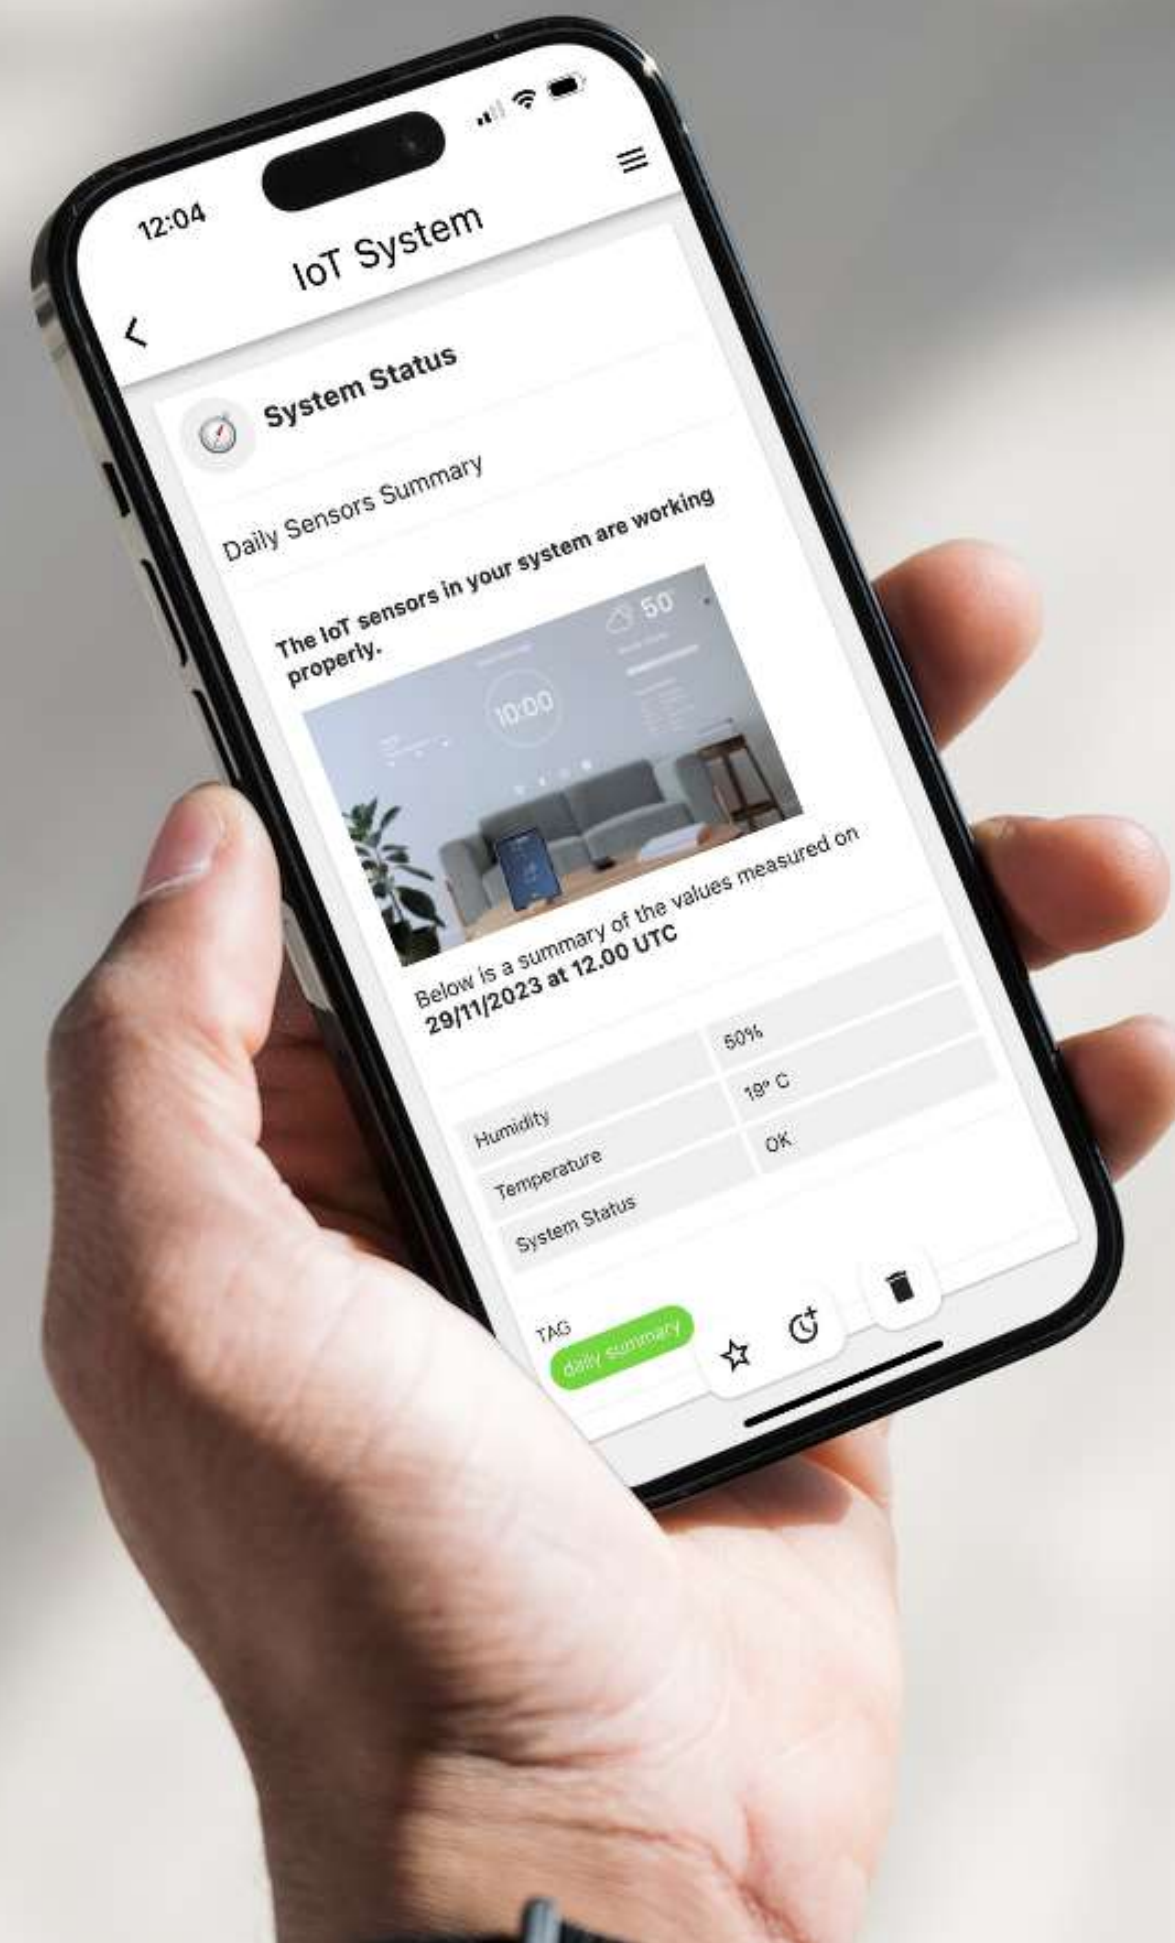 12:04
IoT System
System Status
Daily Sensors Summary
The IoT sensors in your system are working
properly.
50°
10:00
Below is a summary of the values measured on
29/11/2023 at 12.00 UTC
Humidity 50%
Temperature 19° C
System Status OK
TAG
daily summary